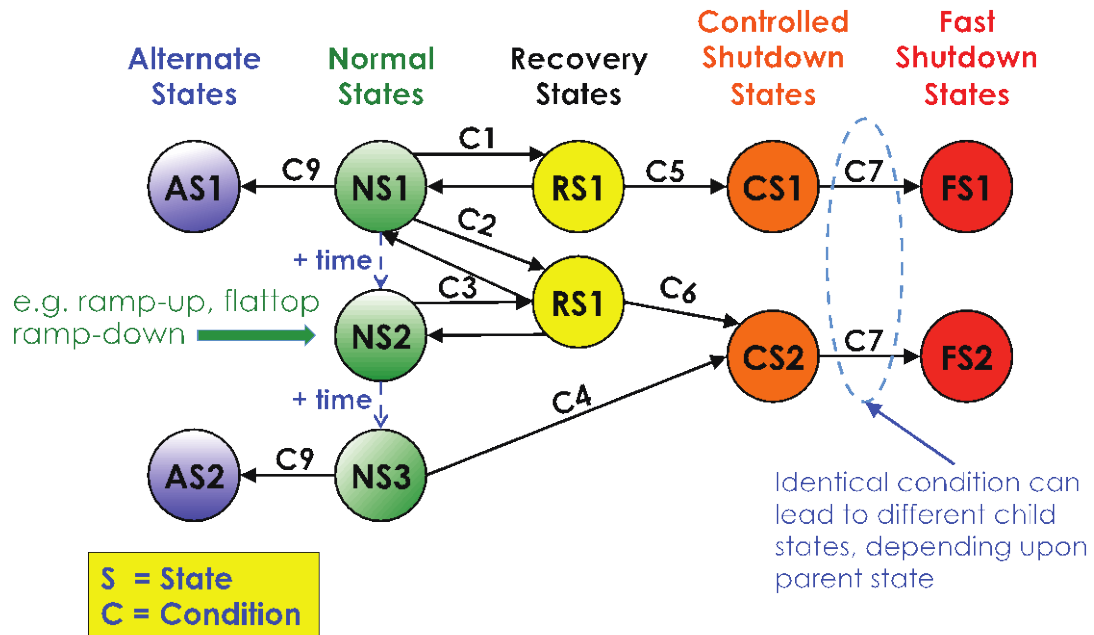 Alternate
States
Normal
States
Recovery
States
Controlled
Shutdown
States
Fast
Shutdown
States
AS1
C9
NS1
C1
RS1
C5
CS1
C7
FS1
C2
+ time
e.g. ramp-up, flattop
ramp-down
NS2
C3
RS1
C6
CS2
C7
FS2
+ time
C4
AS2
C9
NS3
Identical condition can
lead to different child
states, depending upon
parent state
S = State
C = Condition